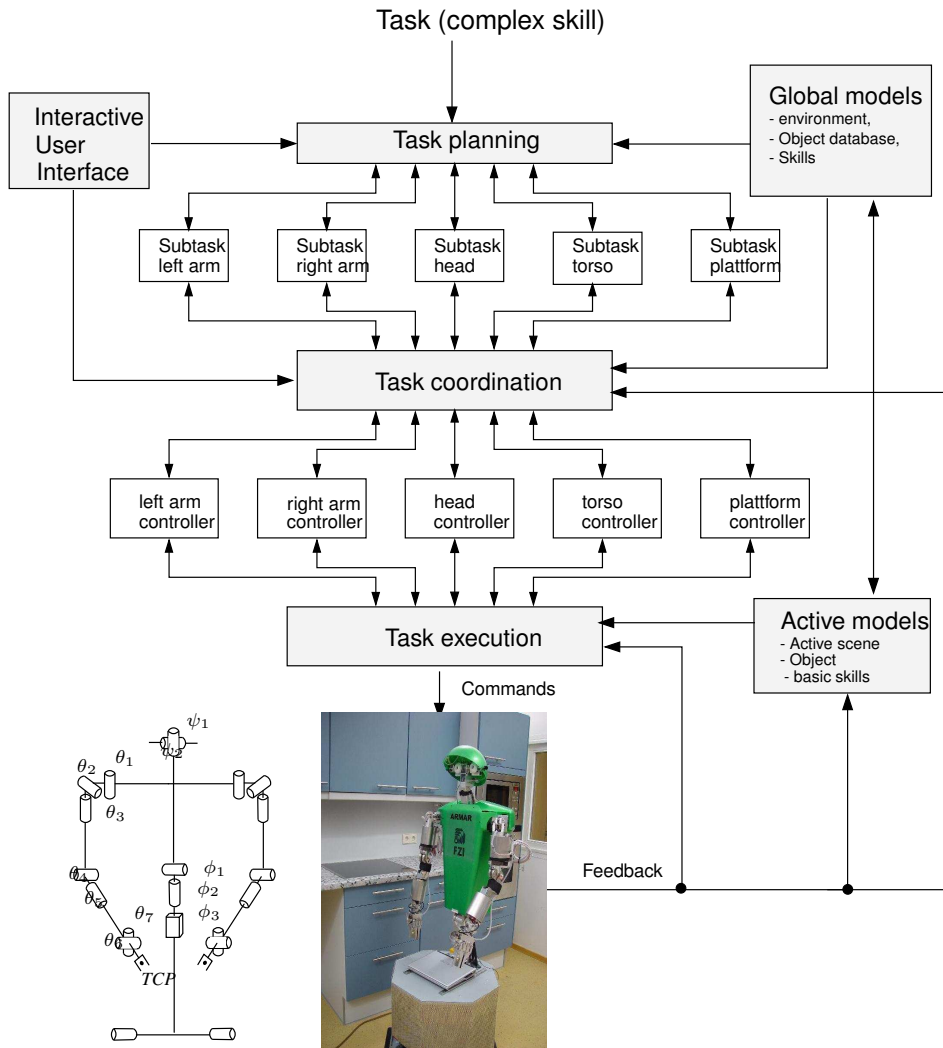 Task (complex skill)
Interactive
User
Interface
Task planning
Global models
- environment,
- Object database,
- Skills
Subtask
left arm
Subtask
right arm
Subtask
head
Subtask
torso
Subtask
plattform
Task coordination
left arm
controller
right arm
controller
head
controller
torso
controller
plattform
controller
Task execution
Active models
- Active scene
- Object
- basic skills
Commands
ψ1
ψ2
θ2
θ1
θ3
θ4
θ5
θ6
θ7
TCP
ϕ1
ϕ2
ϕ3
ARMAR
FZI
Feedback